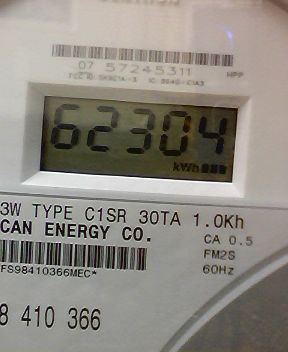 07 57245311 HPP
62304
kWh
3W TYPE C1SR 30TA 1.0Kh
CAN ENERGY CO.
CA 0.5
FM2S
60Hz
FS98410366MEC*
8 410 366